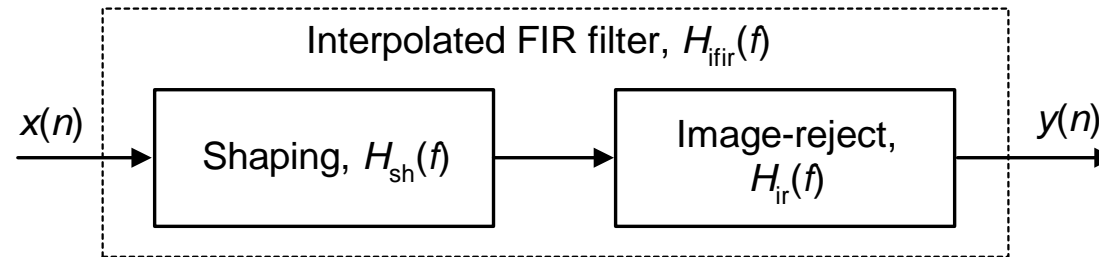 Interpolated FIR filter, H_ifir(f)
x(n)
Shaping, H_sh(f)
Image-reject,
H_ir(f)
y(n)